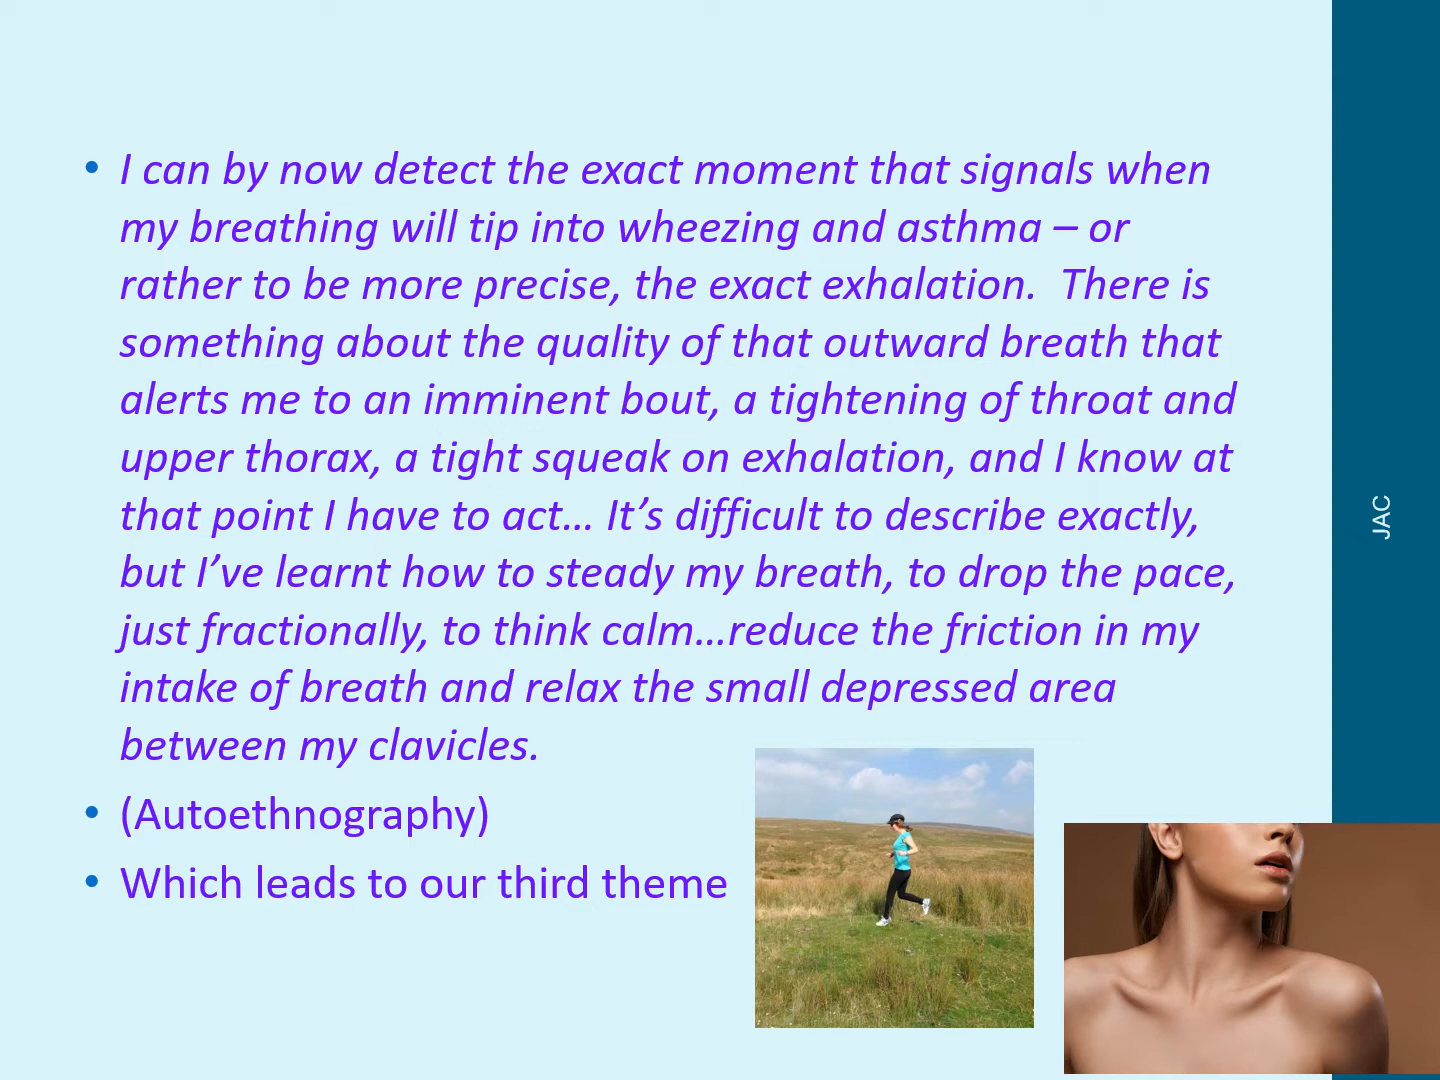 • I can by now detect the exact moment that signals when
my breathing will tip into wheezing and asthma – or
rather to be more precise, the exact exhalation.  There is
something about the quality of that outward breath that
alerts me to an imminent bout, a tightening of throat and
upper thorax, a tight squeak on exhalation, and I know at
that point I have to act… It’s difficult to describe exactly,
but I’ve learnt how to steady my breath, to drop the pace,
just fractionally, to think calm…reduce the friction in my
intake of breath and relax the small depressed area
between my clavicles.
• (Autoethnography)
• Which leads to our third theme
JAC